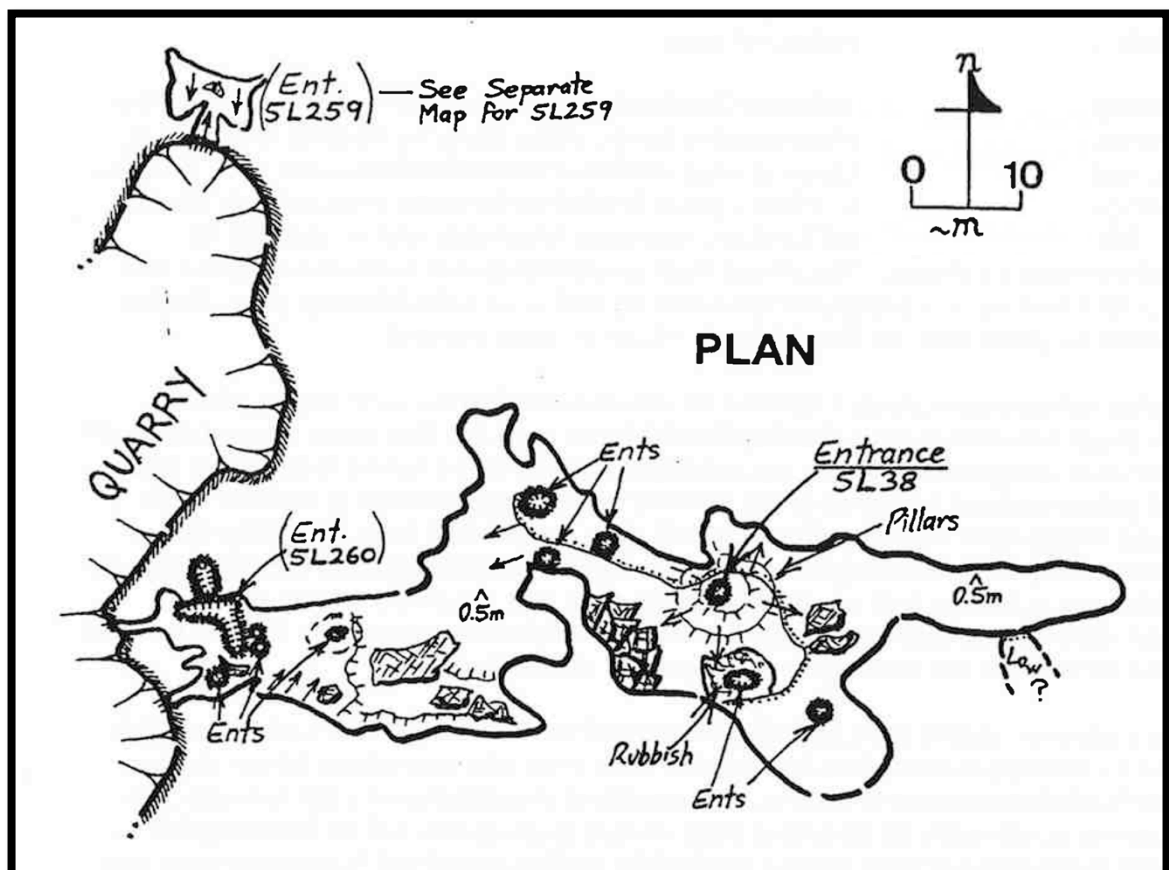 (Ent. 5L259)
See Separate
Map for 5L259
n
0 10
~m
PLAN
QUARRY
Ents
Entrance
5L38
Pillars
(Ent. 5L260)
0.5m
0.5m
Low
?
Ents
Rubbish
Ents